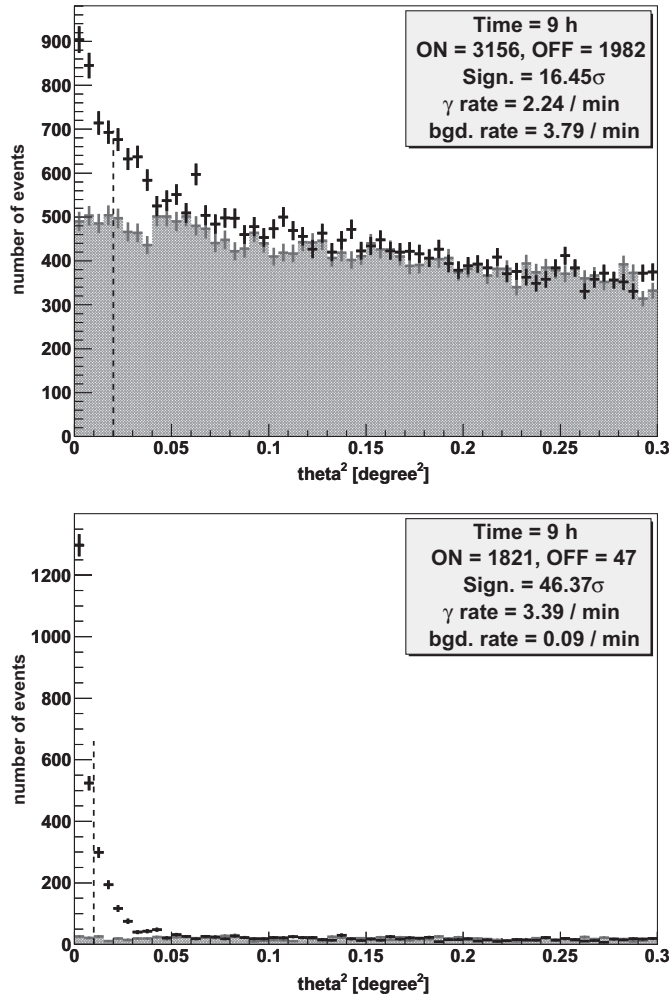 900
800
700
600
500
400
300
200
100
0
number of events
Time = 9 h
ON = 3156, OFF = 1982
Sign. = 16.45σ
γ rate = 2.24 / min
bgd. rate = 3.79 / min
0 0.05 0.1 0.15 0.2 0.25 0.3
theta² [degree²]
1200
1000
800
600
400
200
0
number of events
Time = 9 h
ON = 1821, OFF = 47
Sign. = 46.37σ
γ rate = 3.39 / min
bgd. rate = 0.09 / min
0 0.05 0.1 0.15 0.2 0.25 0.3
theta² [degree²]